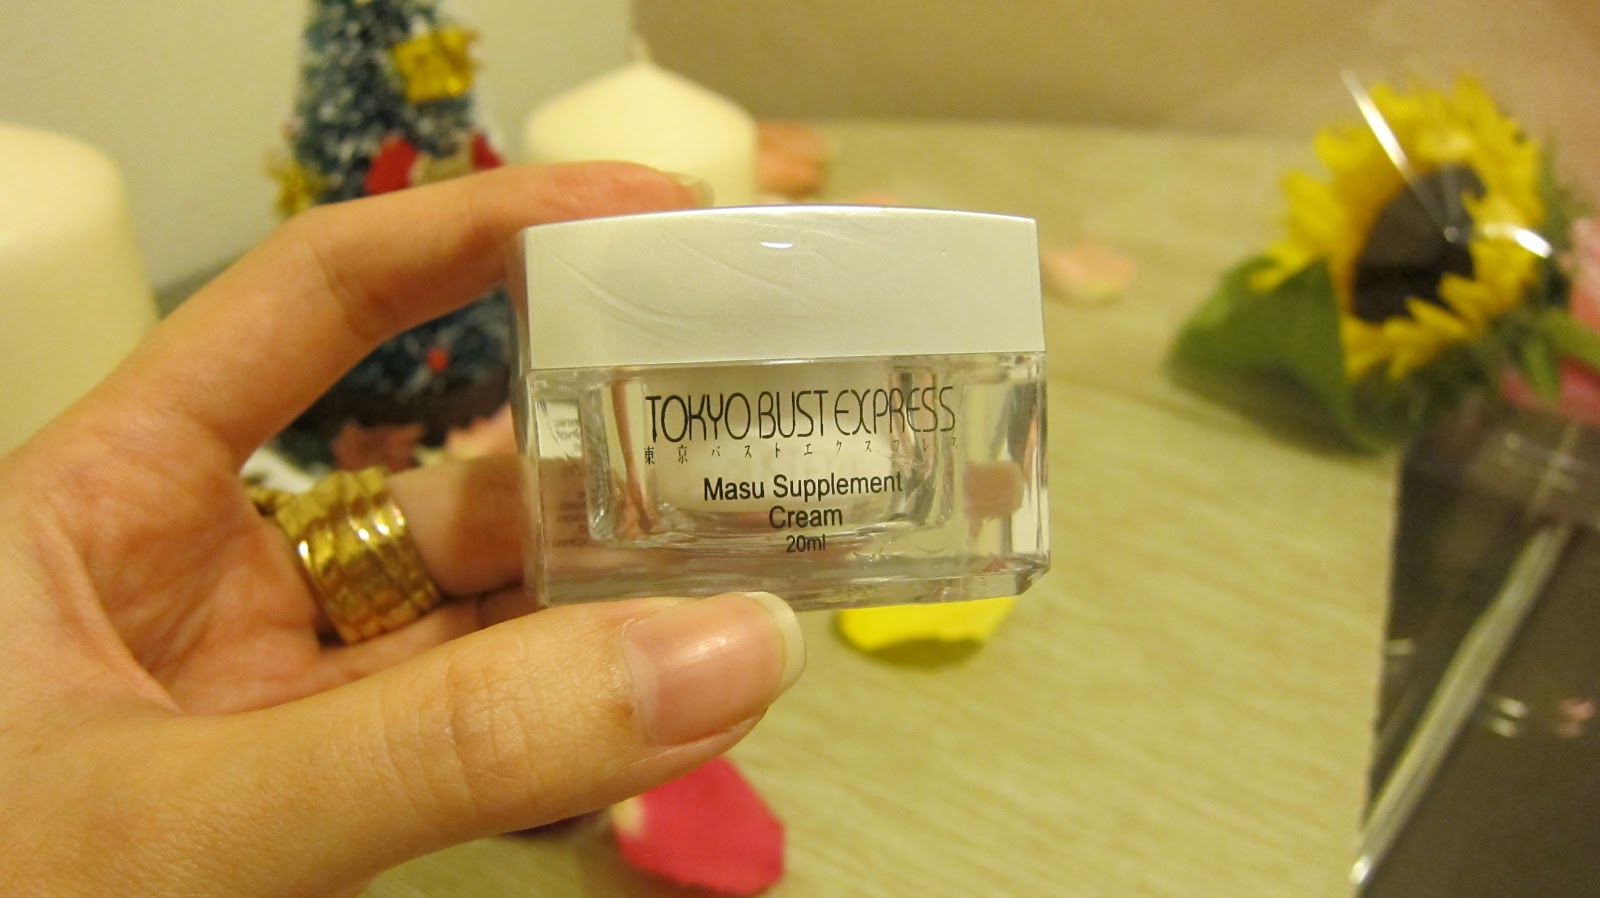 TOKYO BUST EXPRESS
東京バストエクスプレス
Masu Supplement
Cream
20ml